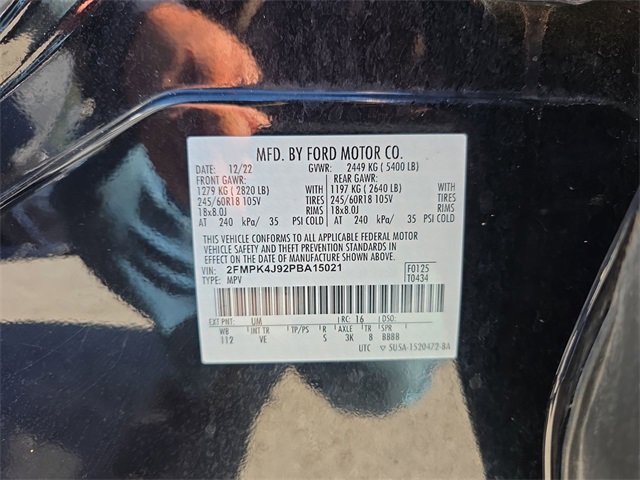 MFD. BY FORD MOTOR CO.
DATE: 12/22 GVWR: 2449 KG ( 5400 LB)
FRONT GAWR: REAR GAWR:
1279 KG ( 2820 LB) WITH 1197 KG ( 2640 LB) WITH
245/60R18 105V TIRES 245/60R18 105V TIRES
18x8.0J RIMS 18x8.0J RIMS
AT 240 kPa/ 35 PSI COLD AT 240 kPa/ 35 PSI COLD
THIS VEHICLE CONFORMS TO ALL APPLICABLE FEDERAL MOTOR
VEHICLE SAFETY AND THEFT PREVENTION STANDARDS IN
EFFECT ON THE DATE OF MANUFACTURE SHOWN ABOVE.
VIN: 2FMPK4J92PBA15021 F0125
TYPE: MPV T0434
EXT PNT: UM RC: 16 DSO:
WB INT TR TP/PS R AXLE TR SPR
112 VE S 3K 8 BBBB
UTC SU5A-1520472-BA